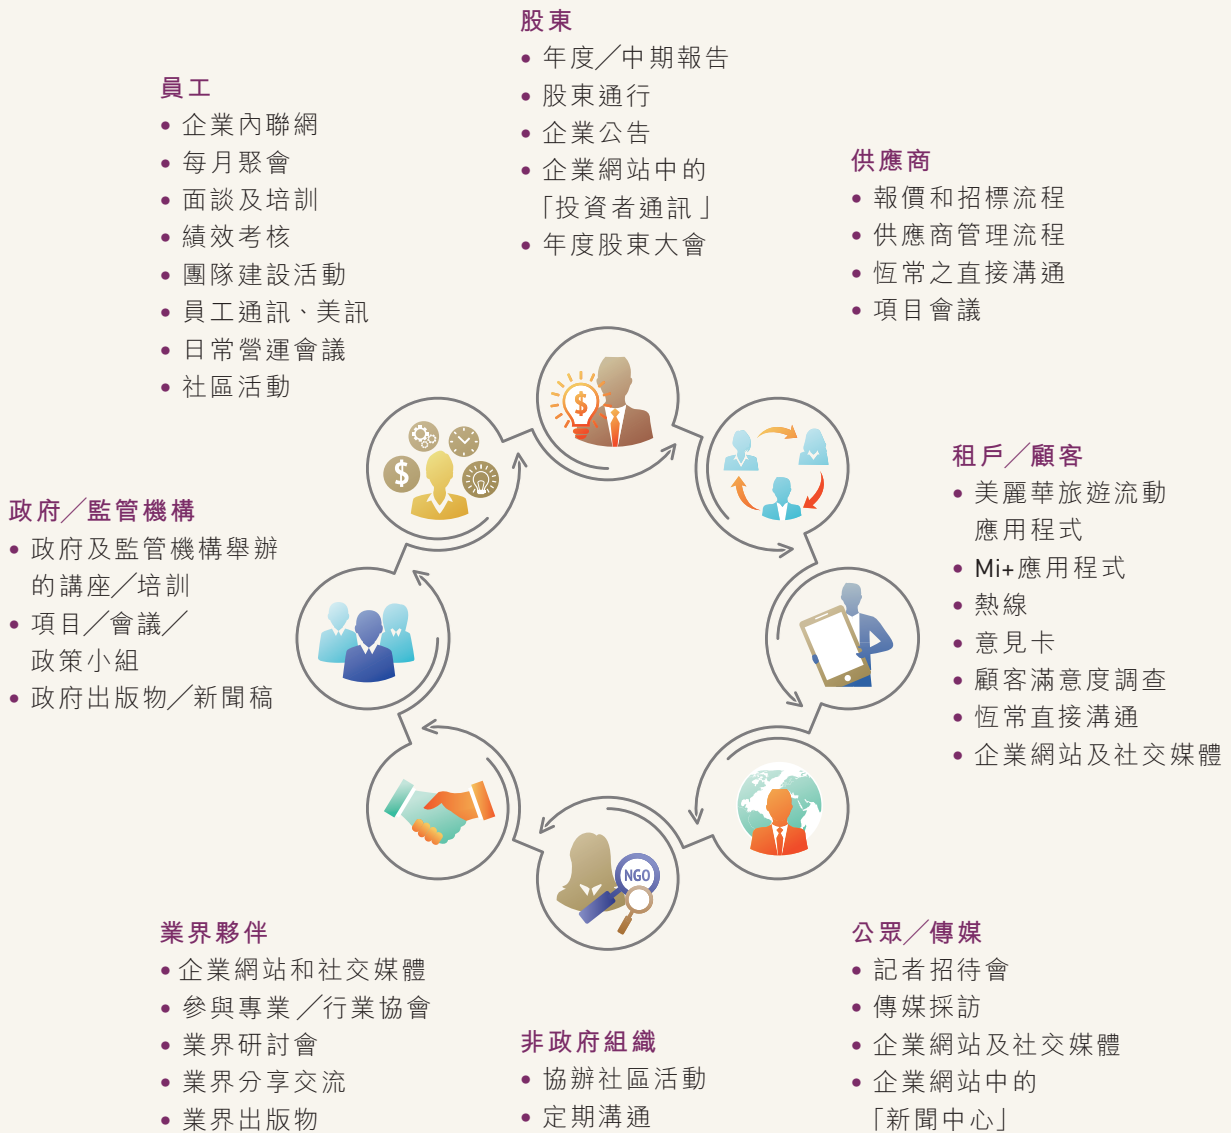 股東
• 年度／中期報告
• 股東通行
• 企業公告
• 企業網站中的
「投資者通訊」
• 年度股東大會
員工
• 企業內聯網
• 每月聚會
• 面談及培訓
• 績效考核
• 團隊建設活動
• 員工通訊、美訊
• 日常營運會議
• 社區活動
供應商
• 報價和招標流程
• 供應商管理流程
• 恆常之直接溝通
• 項目會議
租戶／顧客
• 美麗華旅遊流動
應用程式
• Mi+應用程式
• 熱線
• 意見卡
• 顧客滿意度調查
• 恆常直接溝通
• 企業網站及社交媒體
政府／監管機構
• 政府及監管機構舉辦
的講座／培訓
• 項目／會議／
政策小組
• 政府出版物／新聞稿
$
$
NGO
業界夥伴
• 企業網站和社交媒體
• 參與專業／行業協會
• 業界研討會
• 業界分享交流
• 業界出版物
非政府組織
• 協辦社區活動
• 定期溝通
公眾／傳媒
• 記者招待會
• 傳媒採訪
• 企業網站及社交媒體
• 企業網站中的
「新聞中心」